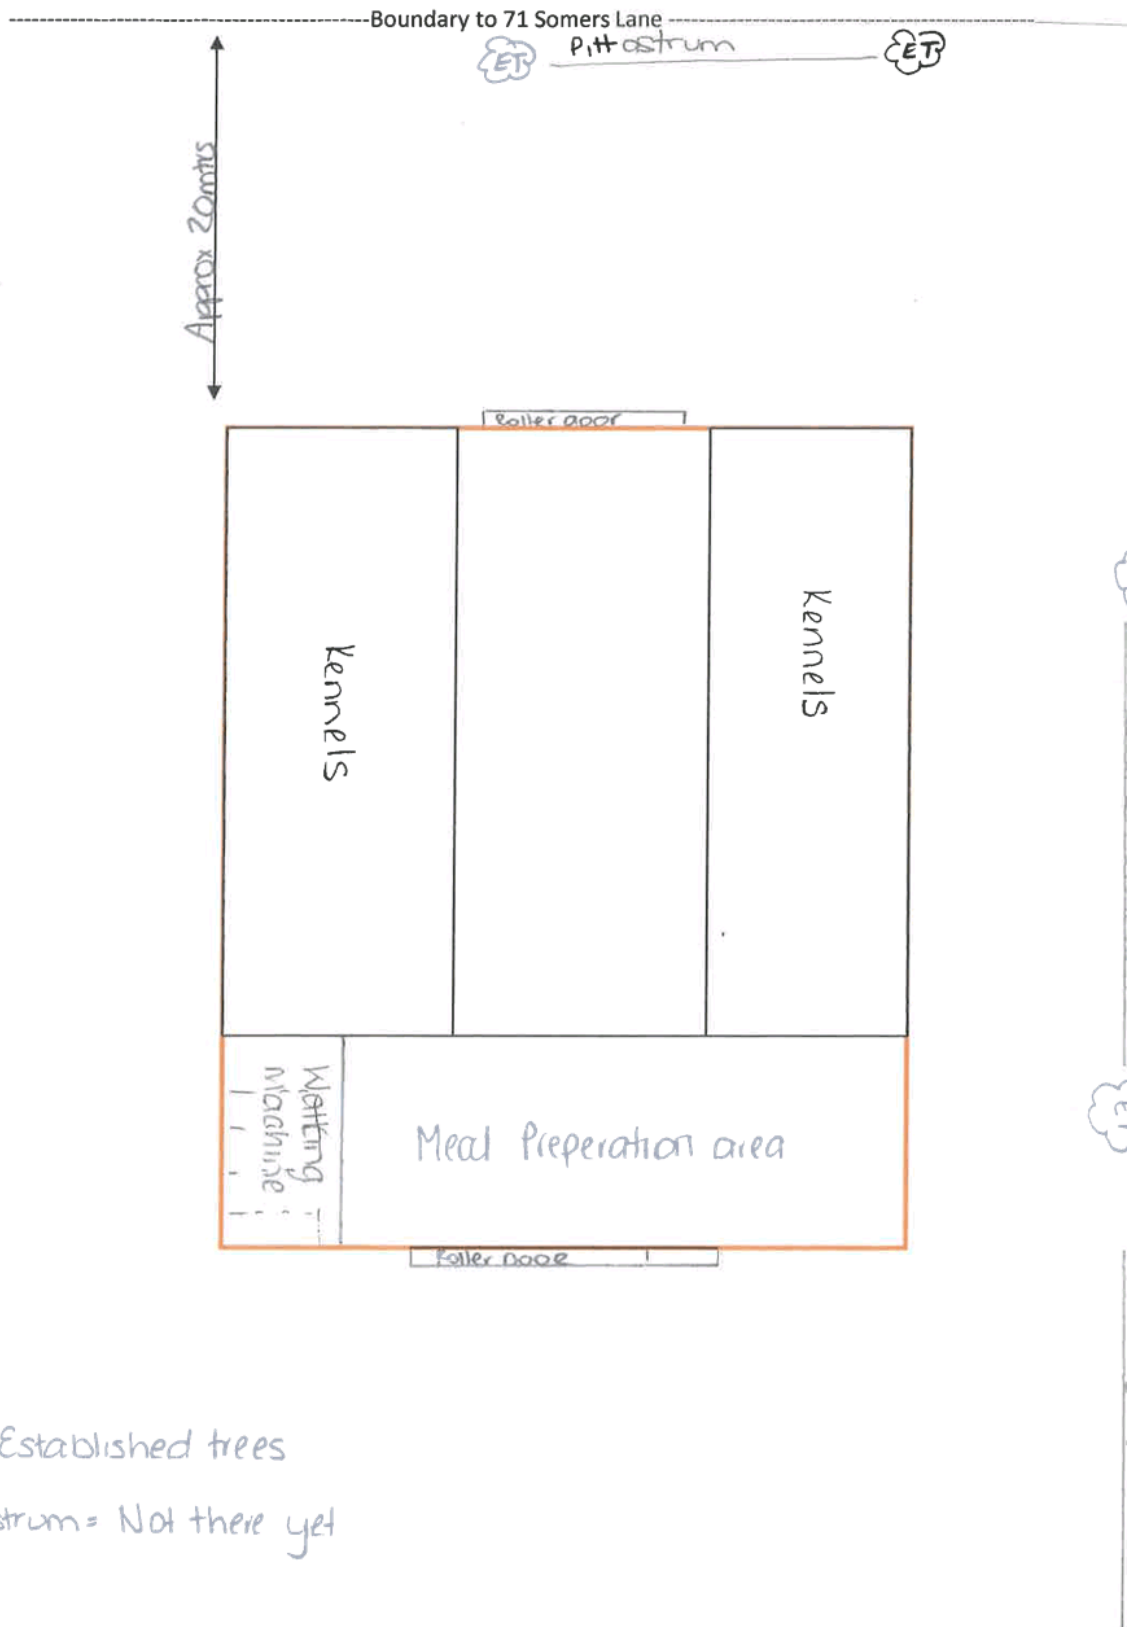 Boundary to 71 Somers Lane
ET Pittostrum ET
Approx 20mtrs
Roller door
Kennels
Kennels
Walking
Machine
Meal Preperation area
Roller Door
Established trees
strum = Not there yet